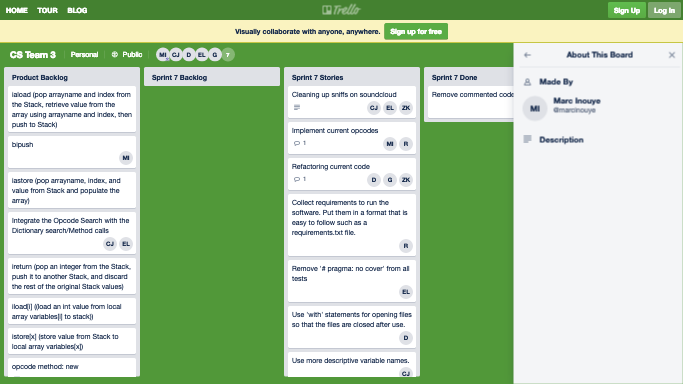 HOME TOUR BLOG
Trello
Sign Up Log In
Visually collaborate with anyone, anywhere. Sign up for free
CS Team 3 Personal Public MI CJ D EL G 7
About This Board
Made By
MI
Marc Inouye
@marcinouye
Description
Product Backlog
iaload (pop arrayname and index from
the Stack, retrieve value from the
array using arrayname and index, then
push to Stack)
bipush
MI
iastore (pop arrayname, index, and
value from Stack and populate the
array)
Integrate the Opcode Search with the
Dictionary search/Method calls
CJ EL
ireturn (pop an integer from the Stack,
push it to another Stack, and discard
the rest of the original Stack values)
iload[i] (load an int value from local
array variables[i] to stack])
istore[x] (store value from Stack to
local array variables[x])
opcode method: new
Sprint 7 Backlog
Sprint 7 Stories
Cleaning up sniffs on soundcloud
CJ EL ZK
Implement current opcodes
1 MI R
Refactoring current code
1 D G ZK
Collect requirements to run the
software. Put them in a format that is
easy to follow such as a
requirements.txt file.
R
Remove '# pragma: no cover' from all
tests
EL
Use 'with' statements for opening files
so that the files are closed after use.
D
Use more descriptive variable names.
CJ
Sprint 7 Done
Remove commented code